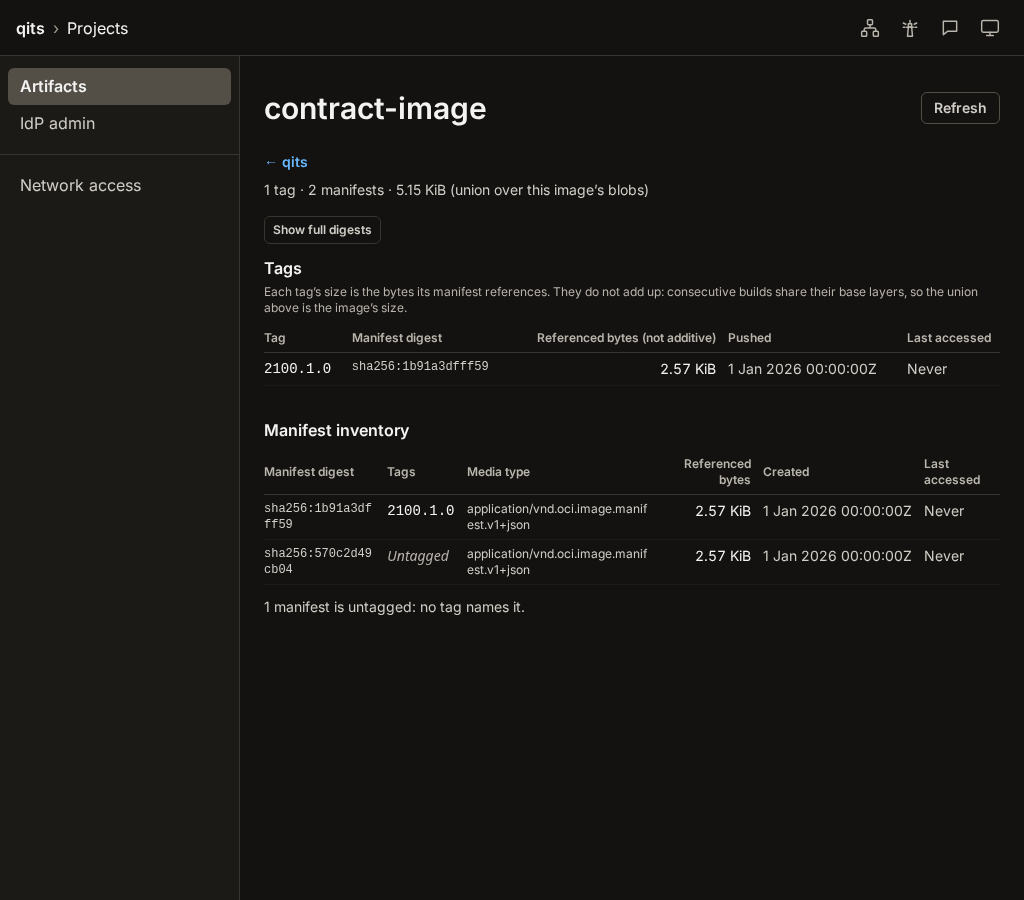 qits › Projects
Artifacts
IdP admin
Network access
contract-image
Refresh
← qits
1 tag · 2 manifests · 5.15 KiB (union over this image’s blobs)
Show full digests
Tags
Each tag’s size is the bytes its manifest references. They do not add up: consecutive builds share their base layers, so the union
above is the image’s size.
Tag Manifest digest Referenced bytes (not additive) Pushed Last accessed
2100.1.0 sha256:1b91a3dfff59 2.57 KiB 1 Jan 2026 00:00:00Z Never
Manifest inventory
Manifest digest Tags Media type Referenced bytes Created Last accessed
sha256:1b91a3df 2100.1.0 application/vnd.oci.image.manif 2.57 KiB 1 Jan 2026 00:00:00Z Never
ff59 est.v1+json
sha256:570c2d49 Untagged application/vnd.oci.image.manif 2.57 KiB 1 Jan 2026 00:00:00Z Never
cb04 est.v1+json
1 manifest is untagged: no tag names it.